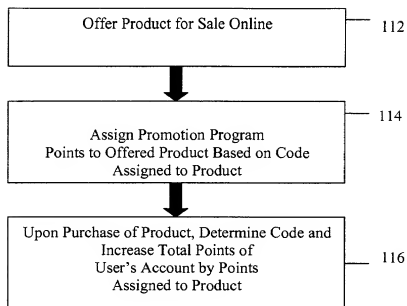 Offer Product for Sale Online
112
114
Assign Promotion Program
Points to Offered Product Based on Code
Assigned to Product
Upon Purchase of Product, Determine Code and
Increase Total Points of
User's Account by Points
Assigned to Product
116